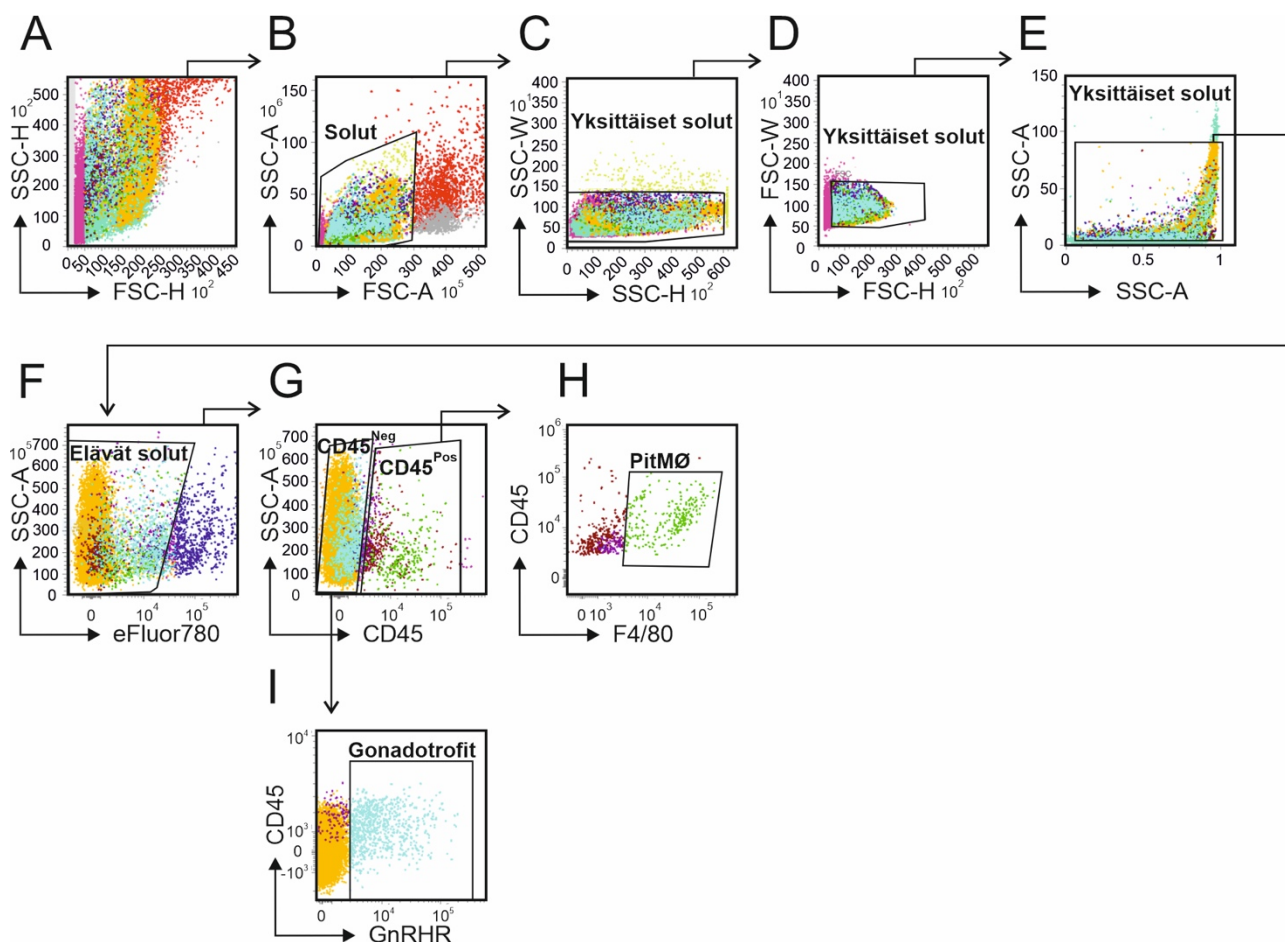 A
SSC-H 10²
500
400
300
200
100
0
0 50 100 150 200 250 300 350 400 450
FSC-H 10²
B
SSC-A 10⁶
150
100
50
0
Solut
0 100 200 300 400 500
FSC-A 10⁵
C
SSC-W 10¹
400
350
300
250
200
150
100
50
0
Yksittäiset solut
0 100 200 300 400 500 600
SSC-H 10²
D
FSC-W 10¹
400
350
300
250
200
150
100
50
0
Yksittäiset solut
0 100 200 300 400 500 600
FSC-H 10²
E
SSC-A
150
100
50
0
Yksittäiset solut
0 0.5 1
SSC-A
F
SSC-A 10⁵
700
600
500
400
300
200
100
0
Elävät solut
0 10⁴ 10⁵
eFluor780
G
SSC-A 10⁵
700
600
500
400
300
200
100
0
CD45Neg
CD45Pos
0 10⁴ 10⁵
CD45
H
CD45
10⁶
10⁵
10⁴
0
PitMØ
0 10³ 10⁴ 10⁵
F4/80
I
CD45
10⁴
10³
0
-10³
Gonadotrofit
0 10⁴ 10⁵
GnRHR